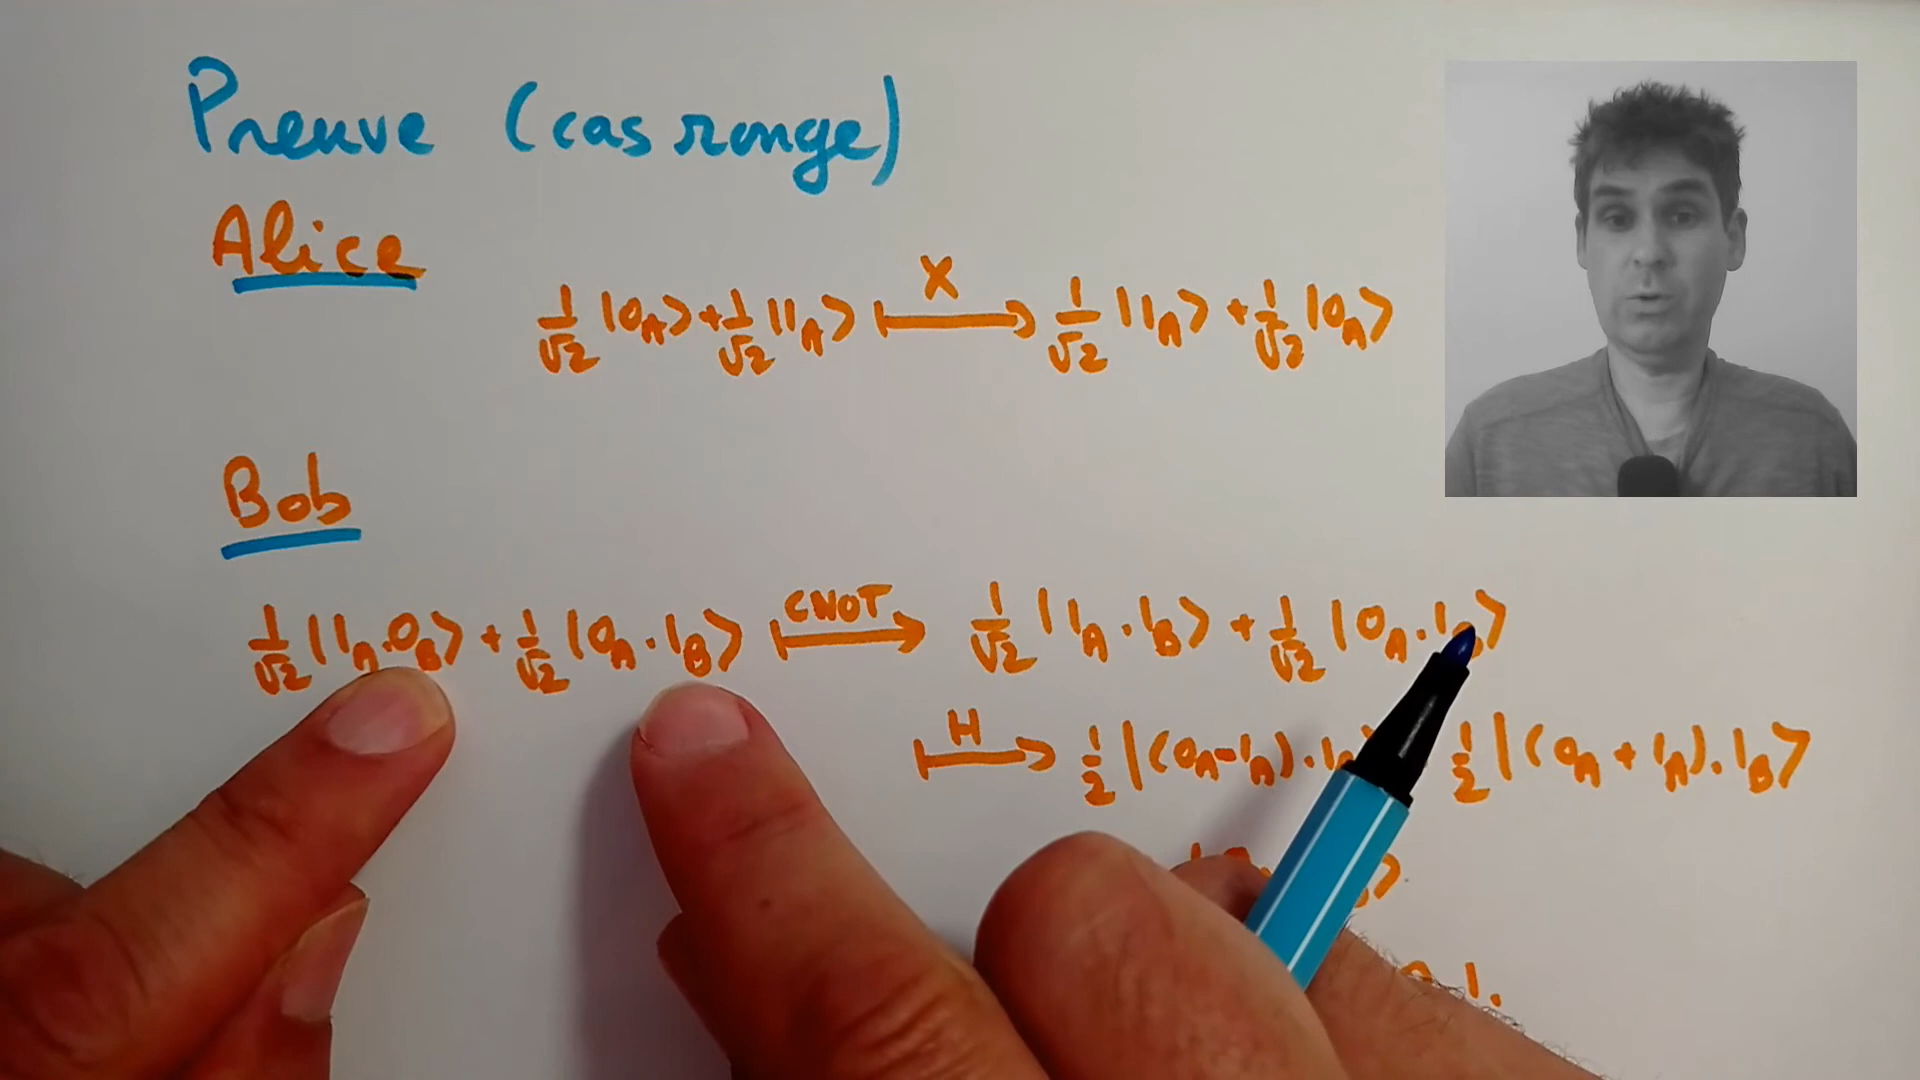 Preuve (cas rouge)
Alice
1/√2 |0_A⟩ + 1/√2 |1_A⟩ X ⟼ 1/√2 |1_A⟩ + 1/√2 |0_A⟩
Bob
1/√2 |1_A.0_B⟩ + 1/√2 |0_A.1_B⟩ CNOT ⟼ 1/√2 |1_A.1_B⟩ + 1/√2 |0_A.1_B⟩
H ⟼ 1/2 |(0_A-1_A).1 1/2 |(0_A+1_A).1_B⟩